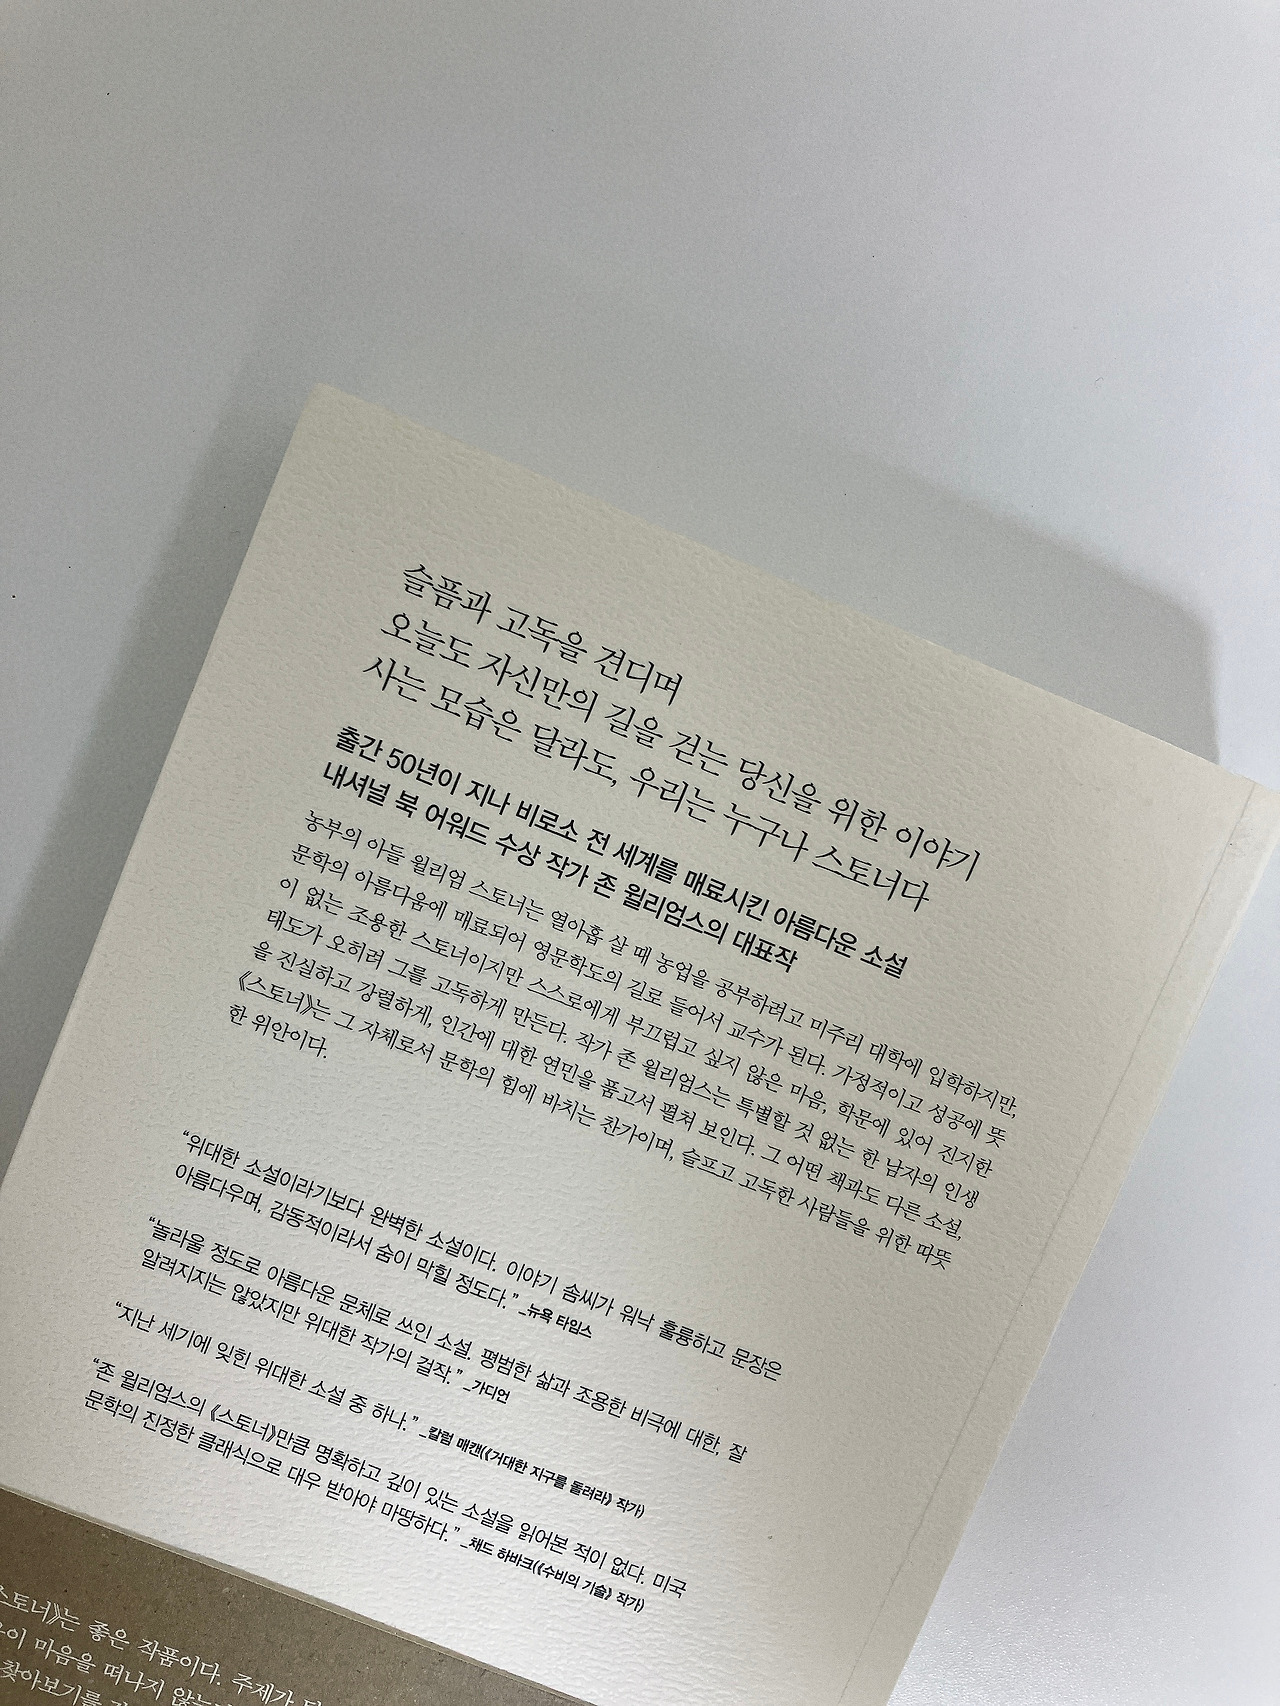 슬픔과 고독을 견디며
오늘도 자신만의 길을 걷는 당신을 위한 이야기
사는 모습은 달라도, 우리는 누구나 스토너다
출간 50년이 지나 비로소 전 세계를 매료시킨 아름다운 소설
내셔널 북 어워드 수상 작가 존 윌리엄스의 대표작
농부의 아들 윌리엄 스토너는 열아홉 살 때 농업을 공부하려고 미주리 대학에 입학하지만,
문학의 아름다움에 매료되어 영문학도의 길로 들어서 교수가 된다. 가정적이고 성공에 뜻
이 없는 조용한 스토너이지만 스스로에게 부끄럽고 싶지 않은 마음, 학문에 있어 진지한
태도가 오히려 그를 고독하게 만든다. 작가 존 윌리엄스는 특별할 것 없는 한 남자의 인생
을 진실하고 강렬하게, 인간에 대한 연민을 품고서 펼쳐 보인다. 그 어떤 책과도 다른 소설,
《스토너》는 그 자체로서 문학의 힘에 바치는 찬가이며, 슬프고 고독한 사람들을 위한 따뜻
한 위안이다.
“위대한 소설이라기보다 완벽한 소설이다. 이야기 솜씨가 워낙 훌륭하고 문장은
아름다우며, 감동적이라서 숨이 막힐 정도다.” _뉴욕 타임스
“놀라울 정도로 아름다운 문체로 쓰인 소설. 평범한 삶과 조용한 비극에 대한, 잘
알려지지는 않았지만 위대한 작가의 걸작.” _가디언
“지난 세기에 잊힌 위대한 소설 중 하나.” _칼럼 매캔(《거대한 지구를 돌려라》 작가)
“존 윌리엄스의 《스토너》만큼 명확하고 깊이 있는 소설을 읽어본 적이 없다. 미국
문학의 진정한 클래식으로 대우 받아야 마땅하다.” _채드 하바크(《수비의 기술》 작가)
스토너》는 좋은 작품이다. 주제가
마음을 떠나지
찾아보기를